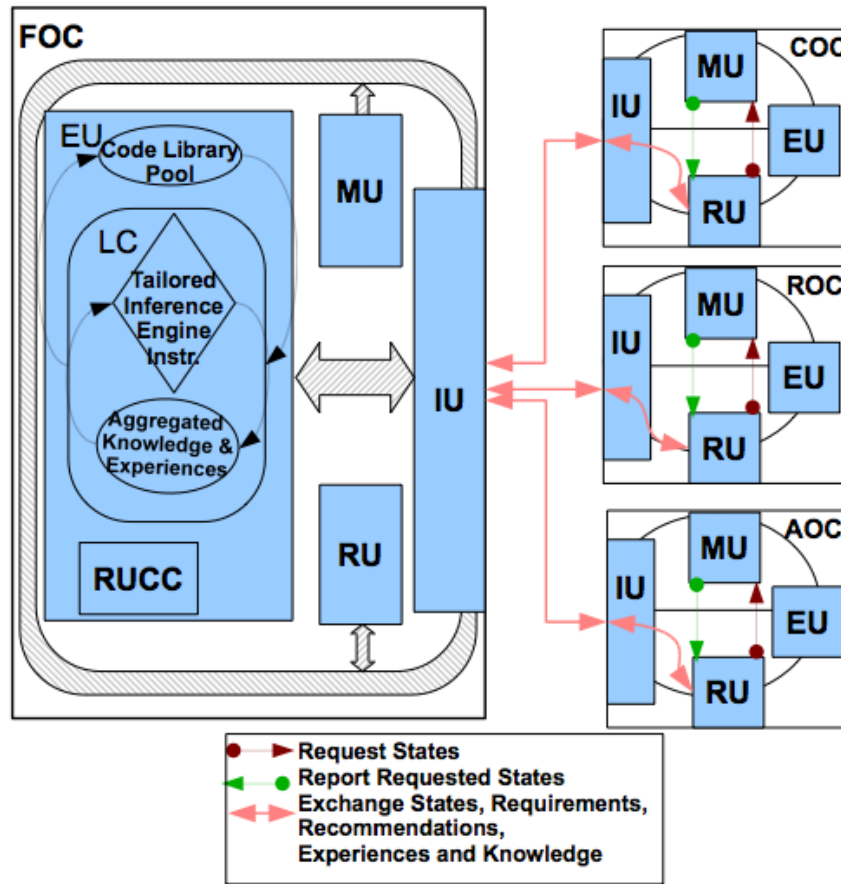 FOC
EU
Code Library
Pool
LC
Tailored
Inference
Engine
Instr.
Aggregated
Knowledge &
Experiences
RUCC
MU
RU
IU
COC
MU
IU
EU
RU
ROC
MU
IU
EU
RU
AOC
MU
IU
EU
RU
Request States
Report Requested States
Exchange States, Requirements,
Recommendations,
Experiences and Knowledge